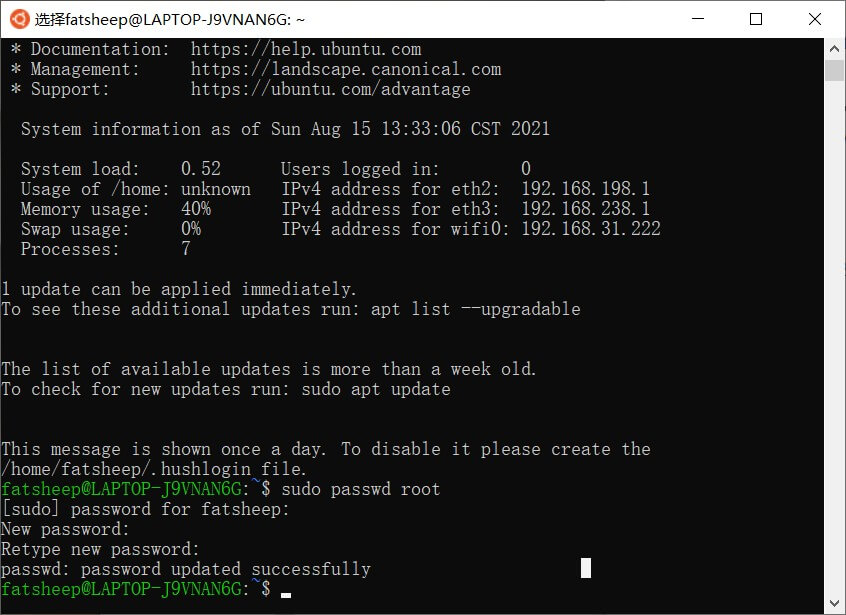 选择fatsheep@LAPTOP-J9VNAN6G: ~
* Documentation:  https://help.ubuntu.com
* Management:     https://landscape.canonical.com
* Support:        https://ubuntu.com/advantage
System information as of Sun Aug 15 13:33:06 CST 2021
System load:    0.52      Users logged in:        0
Usage of /home: unknown   IPv4 address for eth2:  192.168.198.1
Memory usage:   40%       IPv4 address for eth3:  192.168.238.1
Swap usage:     0%        IPv4 address for wifi0: 192.168.31.222
Processes:      7
1 update can be applied immediately.
To see these additional updates run: apt list --upgradable
The list of available updates is more than a week old.
To check for new updates run: sudo apt update
This message is shown once a day. To disable it please create the
/home/fatsheep/.hushlogin file.
fatsheep@LAPTOP-J9VNAN6G:~$ sudo passwd root
[sudo] password for fatsheep:
New password:
Retype new password:
passwd: password updated successfully
fatsheep@LAPTOP-J9VNAN6G:~$